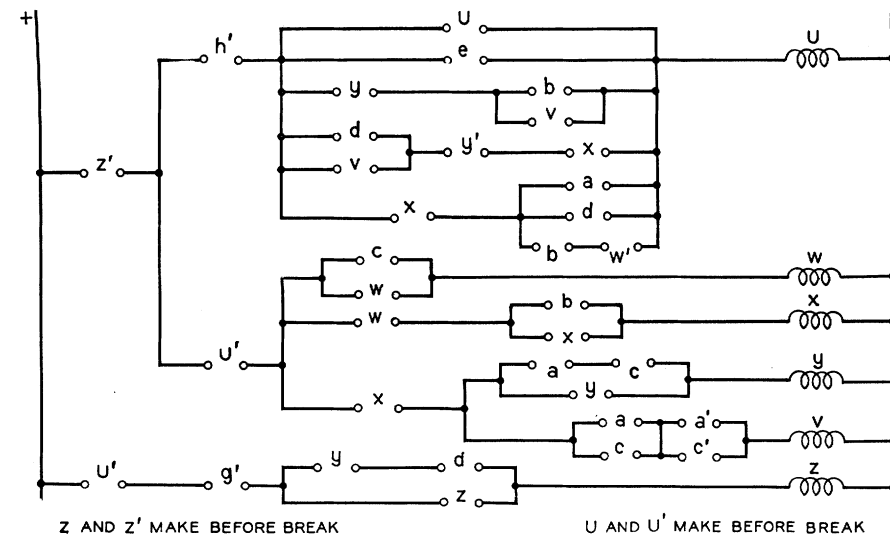 +
U
U
h'
e
y
b
v
d
y'
x
v
z'
a
x
d
b
w'
c
w
w
x
w
b
x
U'
a
c
y
y
x
a
a'
v
c
c'
U'
g'
y
d
z
z
Z AND Z' MAKE BEFORE BREAK
U AND U' MAKE BEFORE BREAK